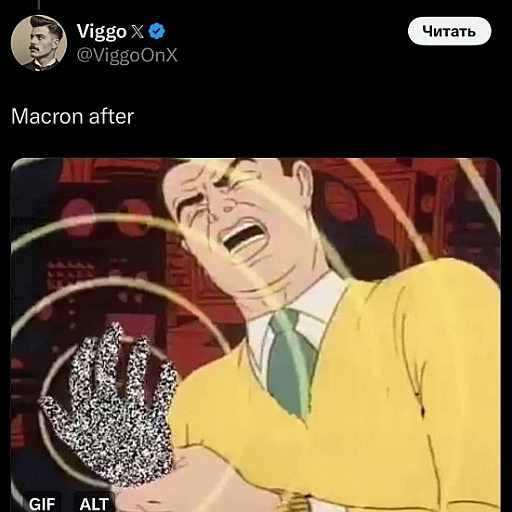 Viggo X
@ViggoOnX
Читать
Macron after
GIF ALT